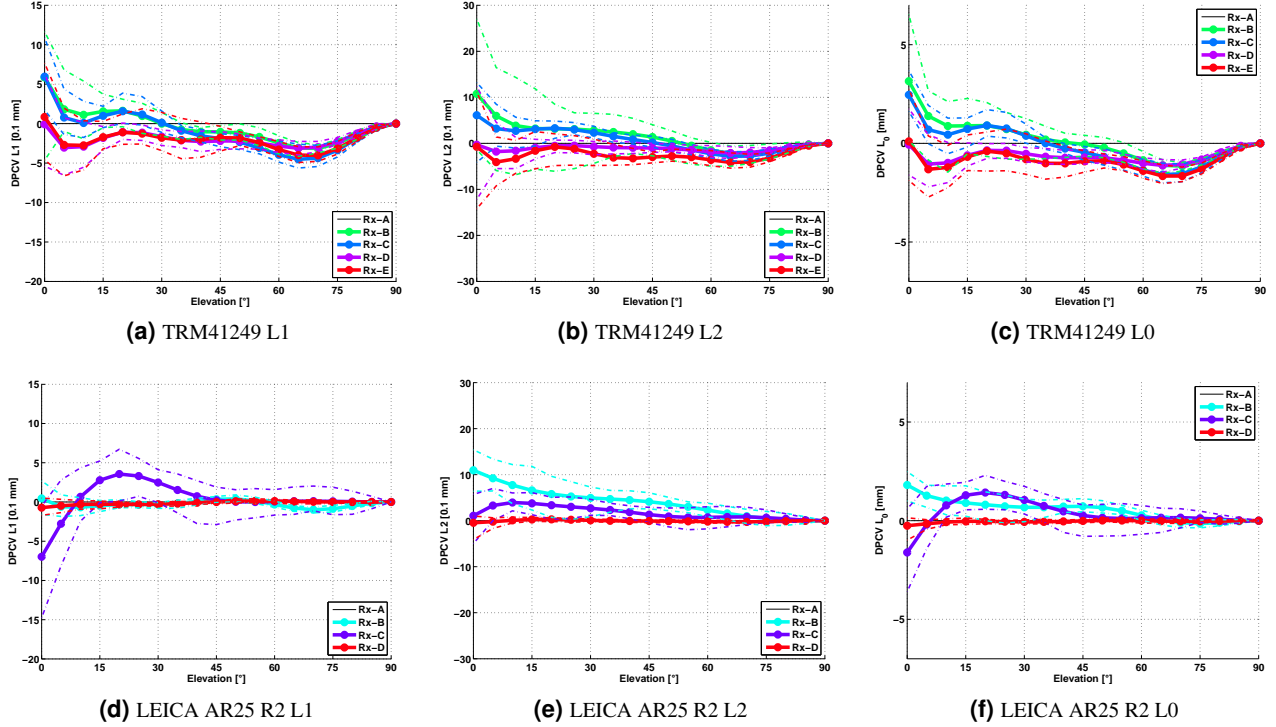 15
10
5
0
−5
−10
−15
−20
DPCV L1 [0.1 mm]
0 15 30 45 60 75 90
Elevation [°]
Rx−A
Rx−B
Rx−C
Rx−D
Rx−E
(a) TRM41249 L1
30
20
10
0
−10
−20
−30
DPCV L2 [0.1 mm]
0 15 30 45 60 75 90
Elevation [°]
Rx−A
Rx−B
Rx−C
Rx−D
Rx−E
(b) TRM41249 L2
5
0
−5
DPCV L0 [mm]
0 15 30 45 60 75 90
Elevation [°]
Rx−A
Rx−B
Rx−C
Rx−D
Rx−E
(c) TRM41249 L0
15
10
5
0
−5
−10
−15
−20
DPCV L1 [0.1 mm]
0 15 30 45 60 75 90
Elevation [°]
Rx−A
Rx−B
Rx−C
Rx−D
(d) LEICA AR25 R2 L1
30
20
10
0
−10
−20
−30
DPCV L2 [0.1 mm]
0 15 30 45 60 75 90
Elevation [°]
Rx−A
Rx−B
Rx−C
Rx−D
(e) LEICA AR25 R2 L2
5
0
−5
DPCV L0 [mm]
0 15 30 45 60 75 90
Elevation [°]
Rx−A
Rx−B
Rx−C
Rx−D
(f) LEICA AR25 R2 L0